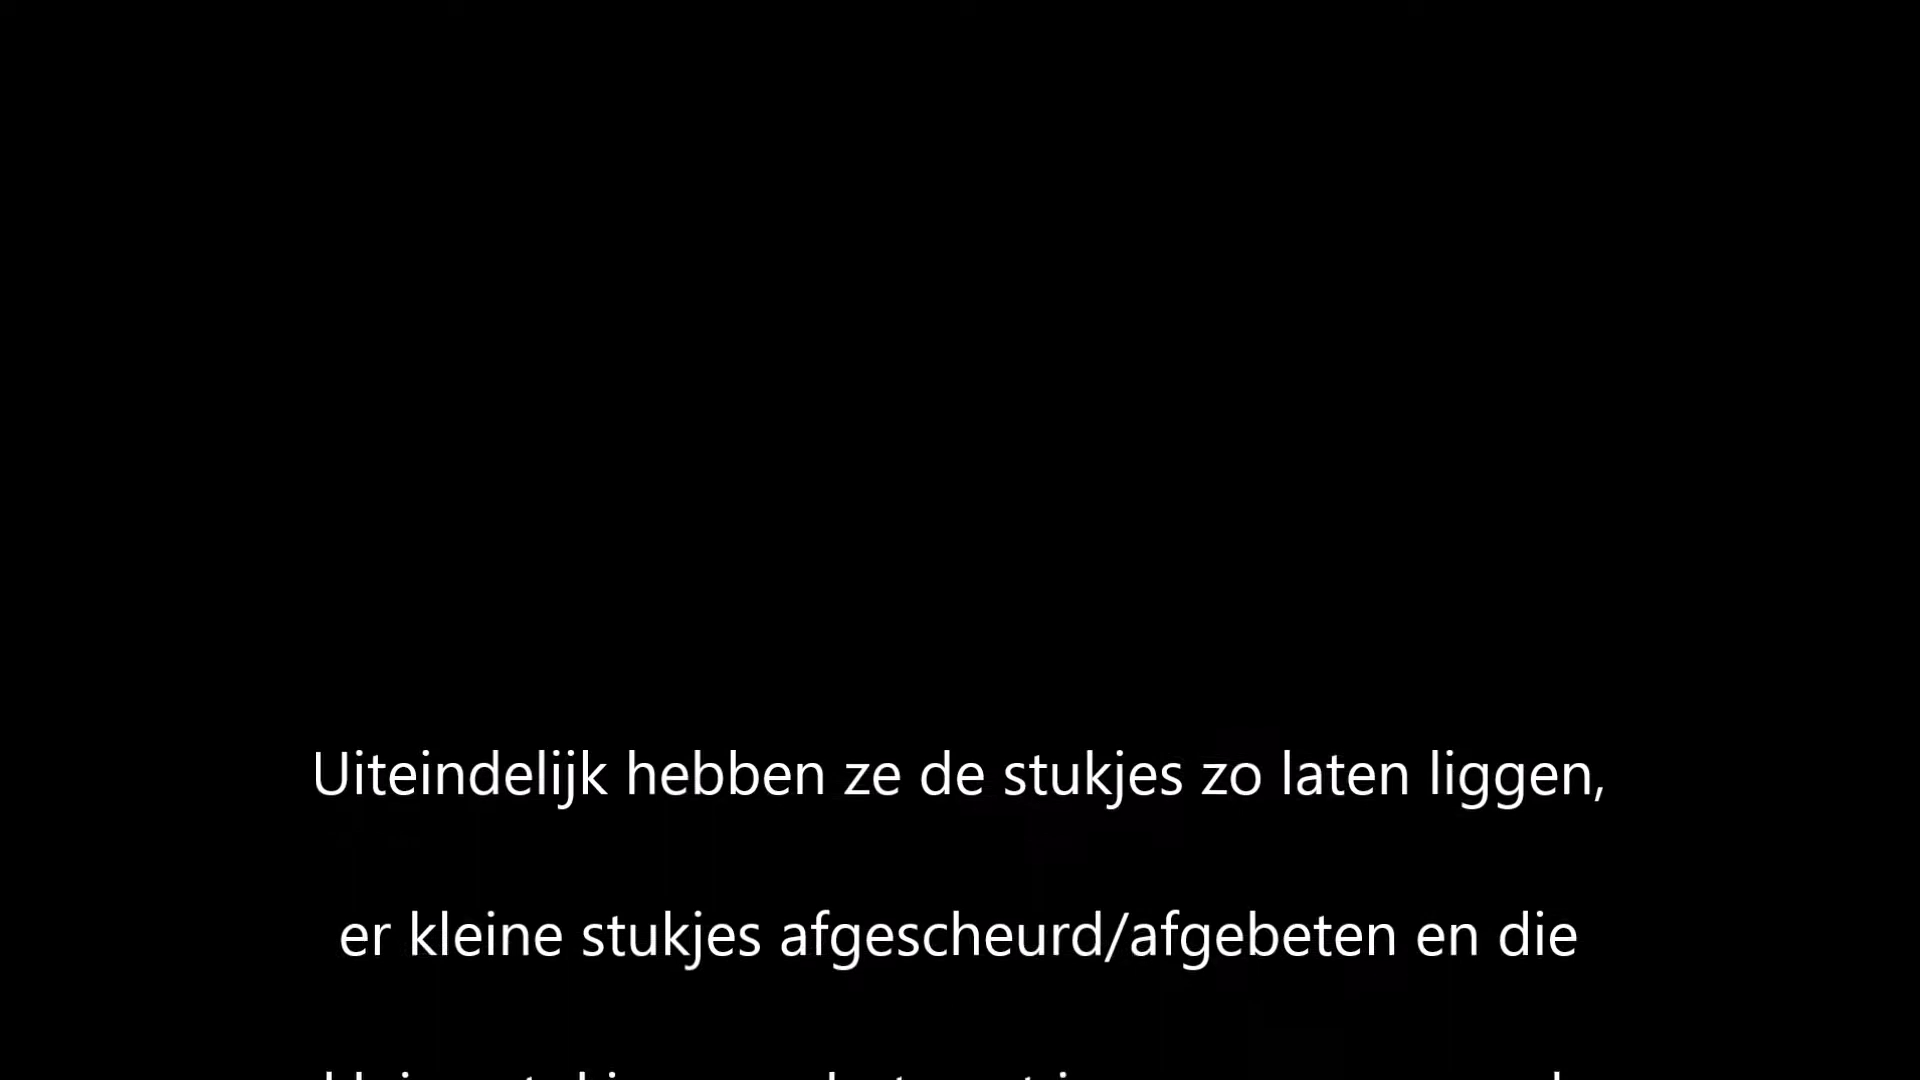 Uiteindelijk hebben ze de stukjes zo laten liggen,
er kleine stukjes afgescheurd/afgebeten en die